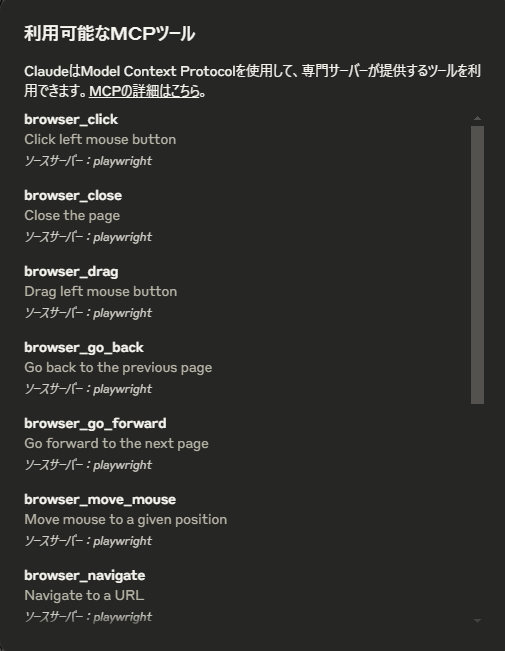 利用可能なMCPツール
ClaudeはModel Context Protocolを使用して、専門サーバーが提供するツールを利
用できます。MCPの詳細はこちら。
browser_click
Click left mouse button
ソースサーバー：playwright
browser_close
Close the page
ソースサーバー：playwright
browser_drag
Drag left mouse button
ソースサーバー：playwright
browser_go_back
Go back to the previous page
ソースサーバー：playwright
browser_go_forward
Go forward to the next page
ソースサーバー：playwright
browser_move_mouse
Move mouse to a given position
ソースサーバー：playwright
browser_navigate
Navigate to a URL
ソースサーバー：playwright